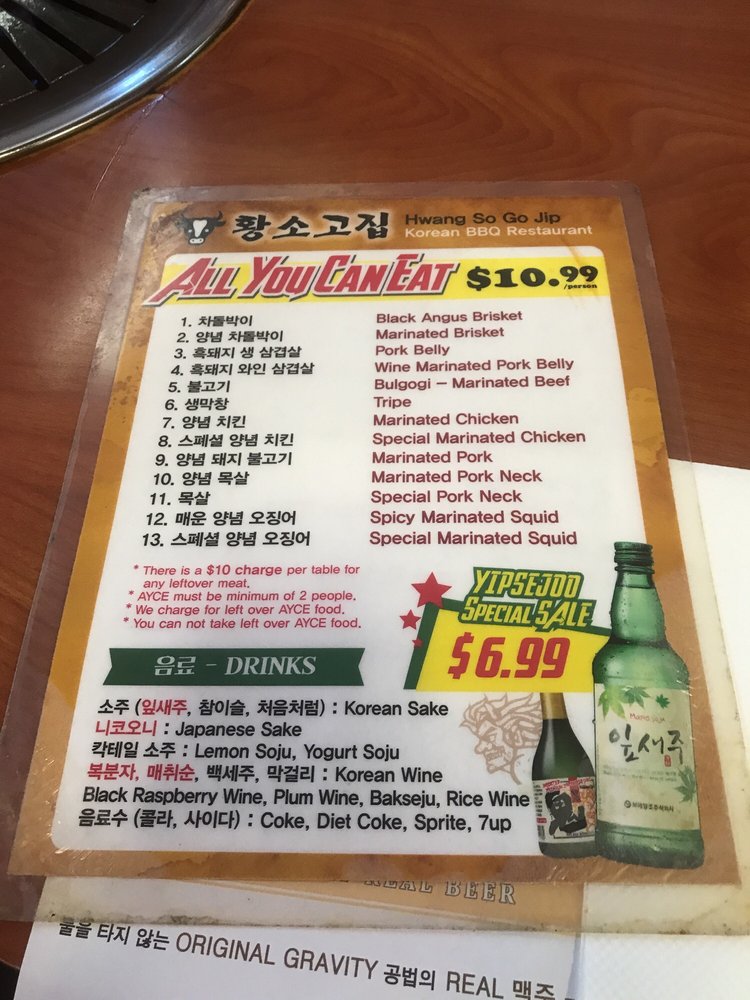 황소고집 Hwang So Go Jip
Korean BBQ Restaurant
ALL YOU CAN EAT $10.99
/person
1. 차돌박이 Black Angus Brisket
2. 양념 차돌박이 Marinated Brisket
3. 흑돼지 생 삼겹살 Pork Belly
4. 흑돼지 와인 삼겹살 Wine Marinated Pork Belly
5. 불고기 Bulgogi – Marinated Beef
6. 생막창 Tripe
7. 양념 치킨 Marinated Chicken
8. 스폐셜 양념 치킨 Special Marinated Chicken
9. 양념 돼지 불고기 Marinated Pork
10. 양념 목살 Marinated Pork Neck
11. 목살 Special Pork Neck
12. 매운 양념 오징어 Spicy Marinated Squid
13. 스폐셜 양념 오징어 Special Marinated Squid
* There is a $10 charge per table for
any leftover meat.
* AYCE must be minimum of 2 people.
* We charge for left over AYCE food.
* You can not take left over AYCE food.
YIPSEJOO
SPECIAL SALE
$6.99
음료 - DRINKS
소주 (잎새주, 참이슬, 처음처럼) : Korean Sake
니코오니 : Japanese Sake
칵테일 소주 : Lemon Soju, Yogurt Soju
복분자, 매취순, 백세주, 막걸리 : Korean Wine
Black Raspberry Wine, Plum Wine, Bakseju, Rice Wine
음료수 (콜라, 사이다) : Coke, Diet Coke, Sprite, 7up
잎새주
REAL BEER
물을 타지 않는 ORIGINAL GRAVITY 공법의 REAL 맥주